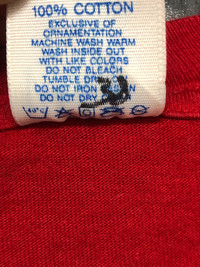 100% COTTON
EXCLUSIVE OF
ORNAMENTATION
MACHINE WASH WARM
WASH INSIDE OUT
WITH LIKE COLORS
DO NOT BLEACH
TUMBLE
DO NOT IRON
DO NOT DRY